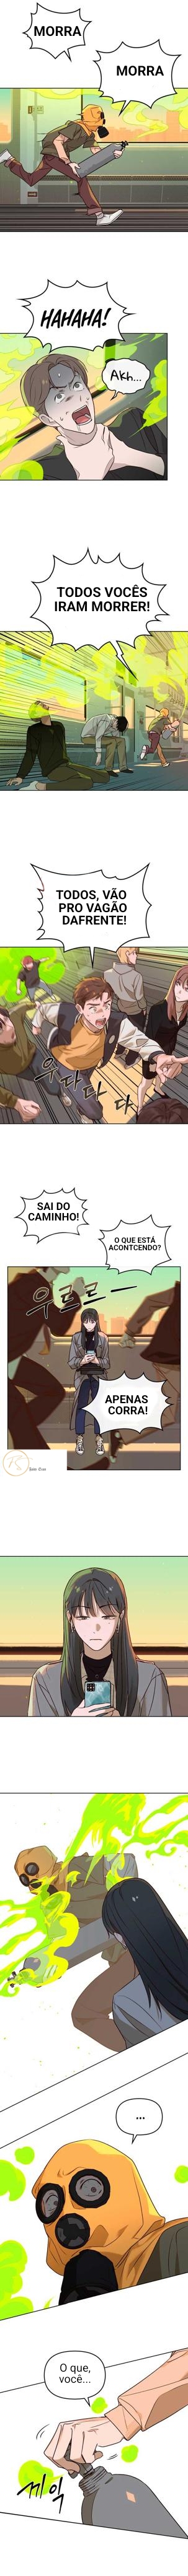 MORRA
MORRA
HAHAHA!
Akh...
TODOS VOCÊS
IRAM MORRER!
TODOS, VÃO
PRO VAGÃO
DAFRENTE!
우다다다
SAI DO
CAMINHO!
O QUE ESTÁ
ACONTCENDO?
우르르
APENAS
CORRA!
...
O que,
você...
끼익